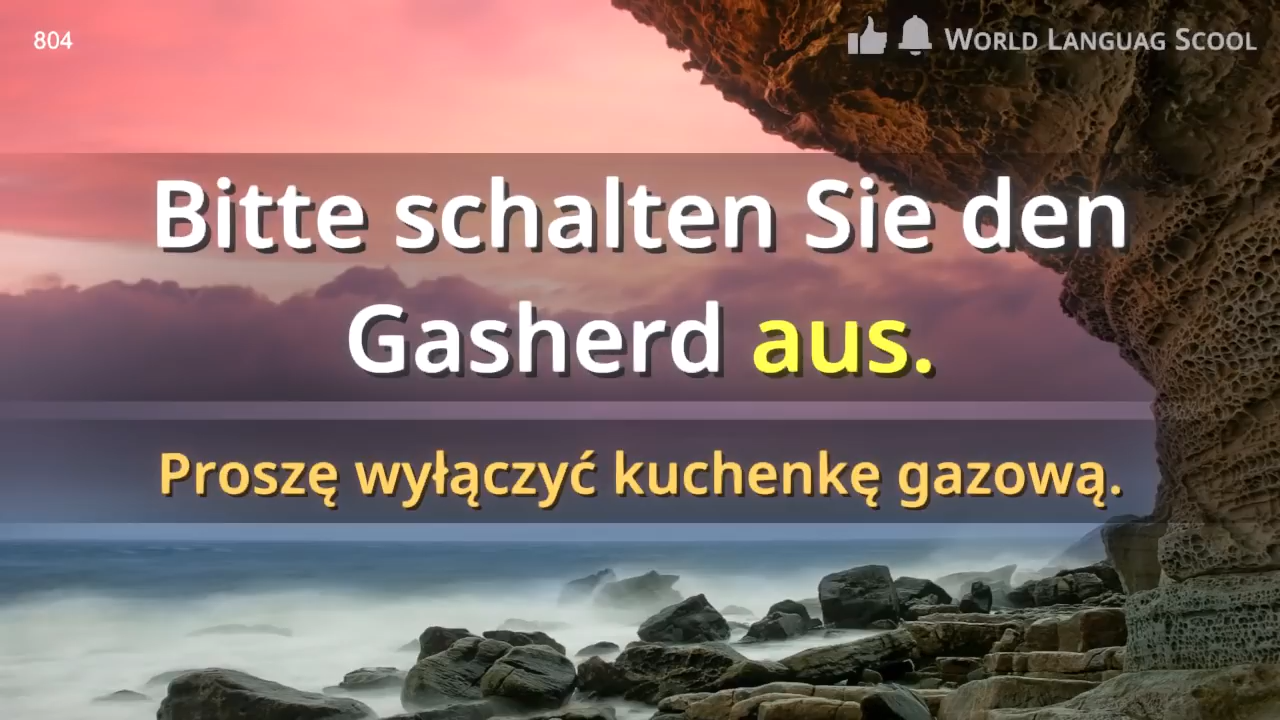 804
World Languag Scool
Bitte schalten Sie den
Gasherd aus.
Proszę wyłączyć kuchenkę gazową.